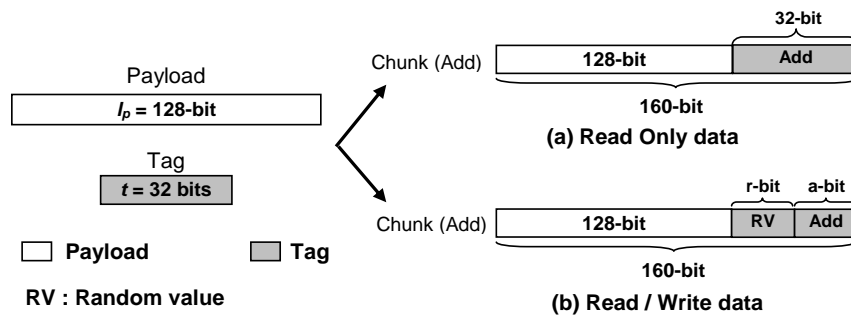 Payload
lp = 128-bit
Tag
t = 32 bits
Payload
Tag
RV : Random value
32-bit
Chunk (Add)
128-bit
Add
160-bit
(a) Read Only data
r-bit
a-bit
Chunk (Add)
128-bit
RV
Add
160-bit
(b) Read / Write data